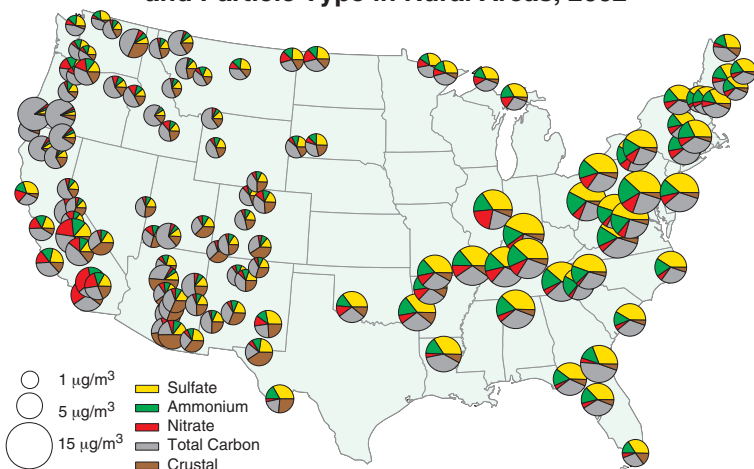 and Particle Type in Rural Areas, 2002
1 µg/m³
5 µg/m³
15 µg/m³
Sulfate
Ammonium
Nitrate
Total Carbon
Crustal